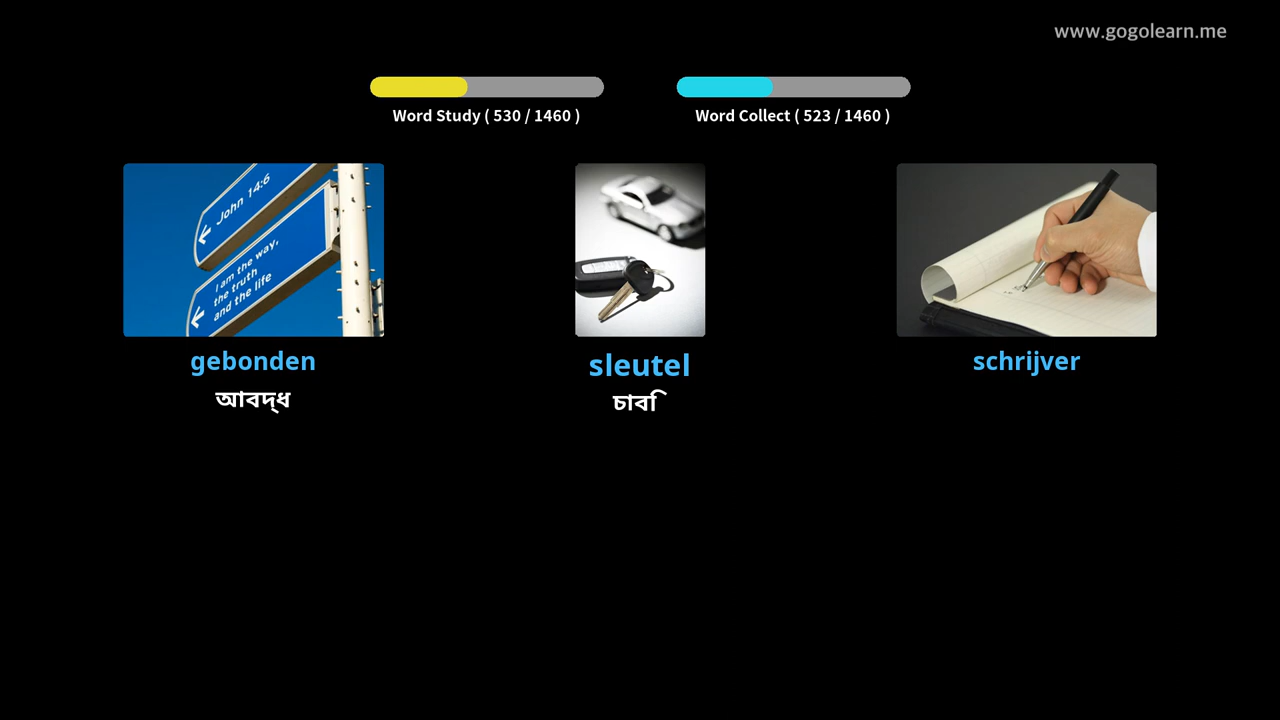 www.gogolearn.me
Word Study ( 530 / 1460 )
Word Collect ( 523 / 1460 )
John 14:6
I am the way,
the truth
and the life
gebonden
sleutel
schrijver
আবদ্ধ
চাবি